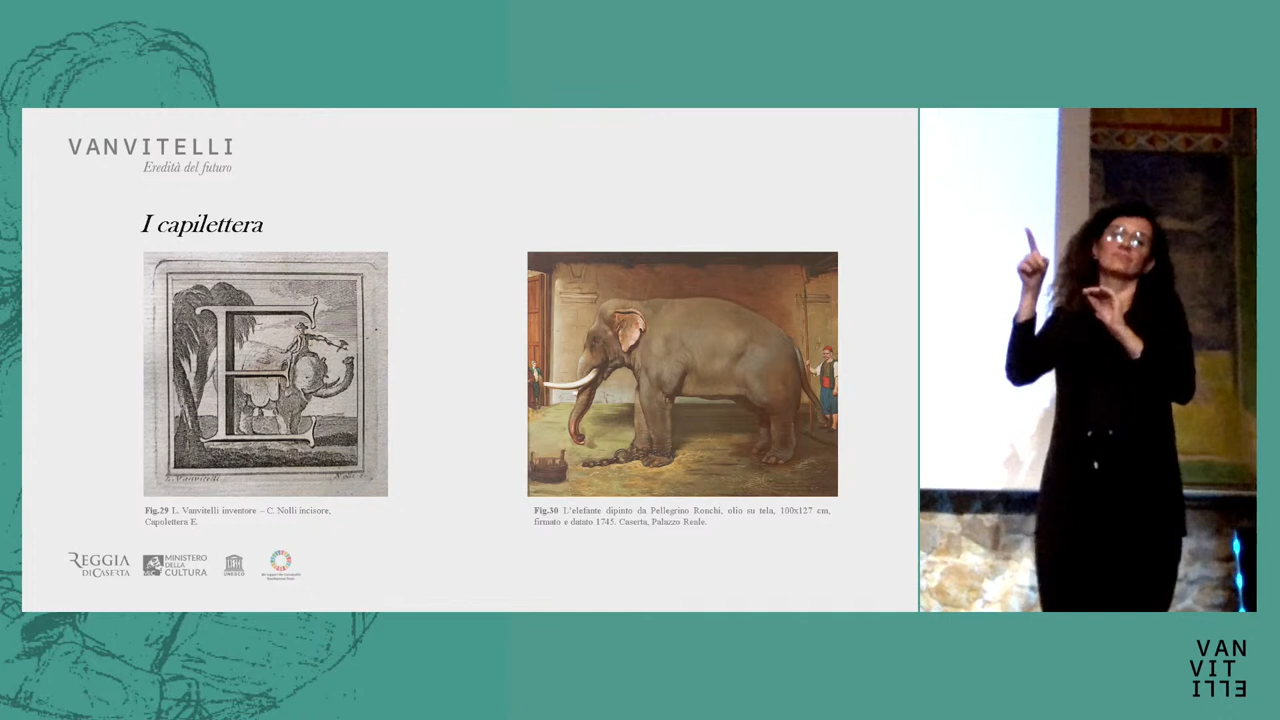 VANVITELLI
Eredità del futuro
I capilettera
E
L. Vanvitelli
Fig.29 L. Vanvitelli inventore – C. Nolli incisore,
Capolettera E.
Fig.30 L'elefante dipinto da Pellegrino Ronchi, olio su tela, 100x127 cm,
firmato e datato 1745. Caserta, Palazzo Reale.
REGGIA
DI CASERTA
MINISTERO
DELLA
CULTURA
UNESCO
VAN
VIT
ELLI